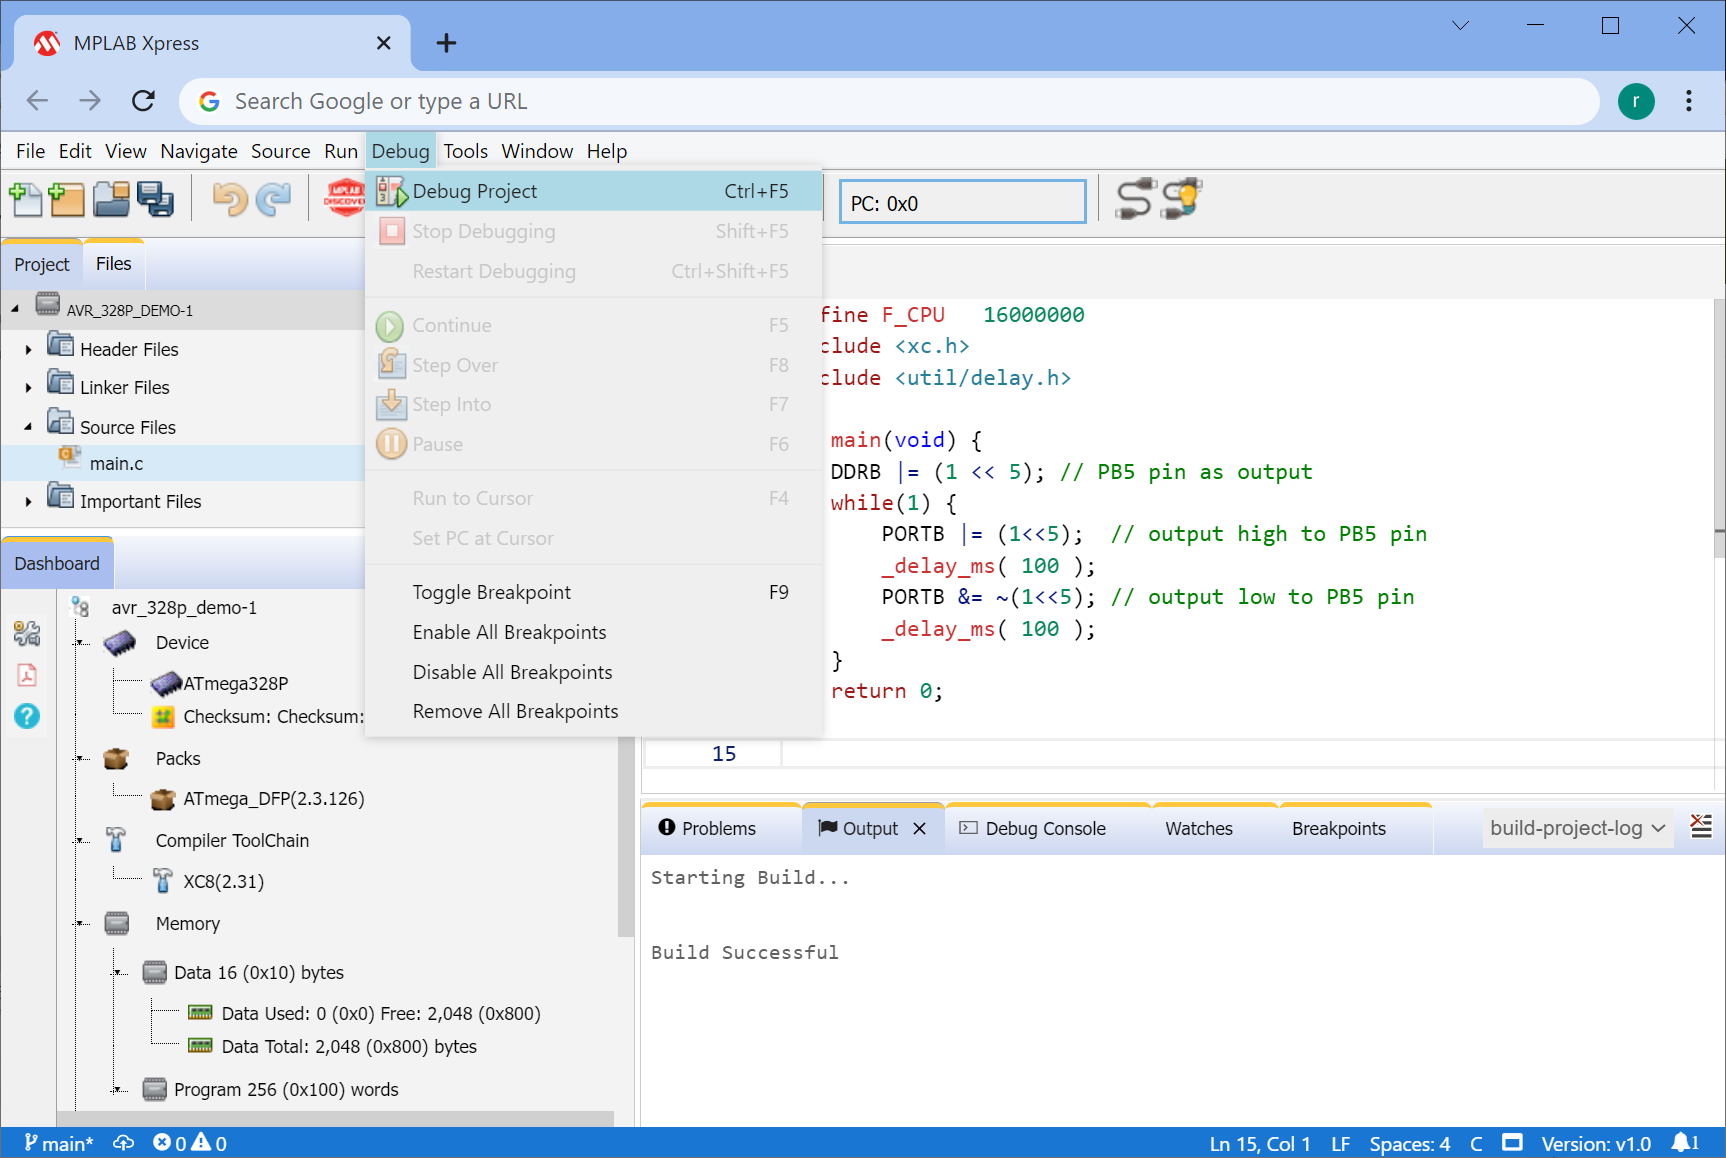 MPLAB Xpress
Search Google or type a URL
r
File Edit View Navigate Source Run Debug Tools Window Help
MPLAB DISCOVER
PC: 0x0
Debug Project Ctrl+F5
Stop Debugging Shift+F5
Restart Debugging Ctrl+Shift+F5
Continue F5
Step Over F8
Step Into F7
Pause F6
Run to Cursor F4
Set PC at Cursor
Toggle Breakpoint F9
Enable All Breakpoints
Disable All Breakpoints
Remove All Breakpoints
Project Files
AVR_328P_DEMO-1
Header Files
Linker Files
Source Files
main.c
Important Files
fine F_CPU 16000000
clude <xc.h>
clude <util/delay.h>
main(void) {
DDRB |= (1 << 5); // PB5 pin as output
while(1) {
PORTB |= (1<<5); // output high to PB5 pin
_delay_ms( 100 );
PORTB &= ~(1<<5); // output low to PB5 pin
_delay_ms( 100 );
}
return 0;
15
Dashboard
avr_328p_demo-1
Device
ATmega328P
Checksum: Checksum:
Packs
ATmega_DFP(2.3.126)
Compiler ToolChain
XC8(2.31)
Memory
Data 16 (0x10) bytes
Data Used: 0 (0x0) Free: 2,048 (0x800)
Data Total: 2,048 (0x800) bytes
Program 256 (0x100) words
Problems Output Debug Console Watches Breakpoints build-project-log
Starting Build...
Build Successful
main* 0 0 Ln 15, Col 1 LF Spaces: 4 C Version: v1.0 1